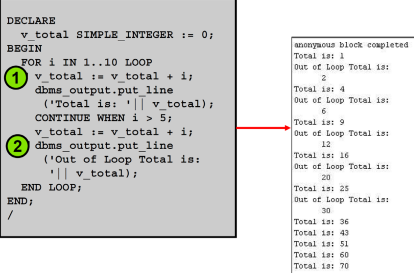 DECLARE
v_total SIMPLE_INTEGER := 0;
BEGIN
FOR i IN 1..10 LOOP
1 v_total := v_total + i;
dbms_output.put_line
('Total is: '|| v_total);
CONTINUE WHEN i > 5;
v_total := v_total + i;
2 dbms_output.put_line
('Out of Loop Total is:
'|| v_total);
END LOOP;
END;
/
anonymous block completed
Total is: 1
Out of Loop Total is:
2
Total is: 4
Out of Loop Total is:
6
Total is: 9
Out of Loop Total is:
12
Total is: 16
Out of Loop Total is:
20
Total is: 25
Out of Loop Total is:
30
Total is: 36
Total is: 43
Total is: 51
Total is: 60
Total is: 70